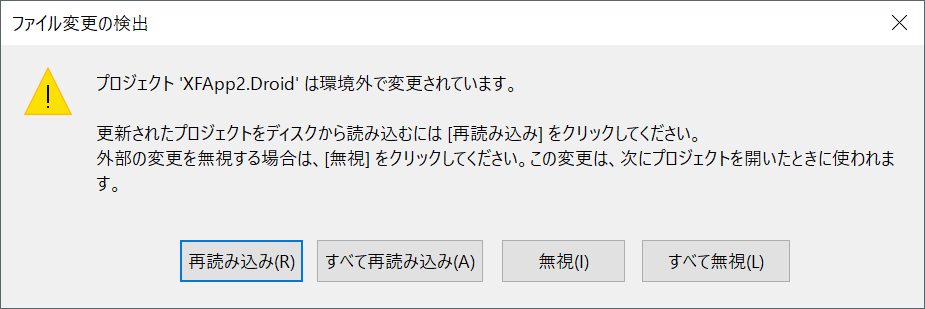 ファイル変更の検出
プロジェクト 'XFApp2.Droid' は環境外で変更されています。
更新されたプロジェクトをディスクから読み込むには [再読み込み] をクリックしてください。
外部の変更を無視する場合は、[無視] をクリックしてください。この変更は、次にプロジェクトを開いたときに使われま
す。
再読み込み(R)
すべて再読み込み(A)
無視(I)
すべて無視(L)